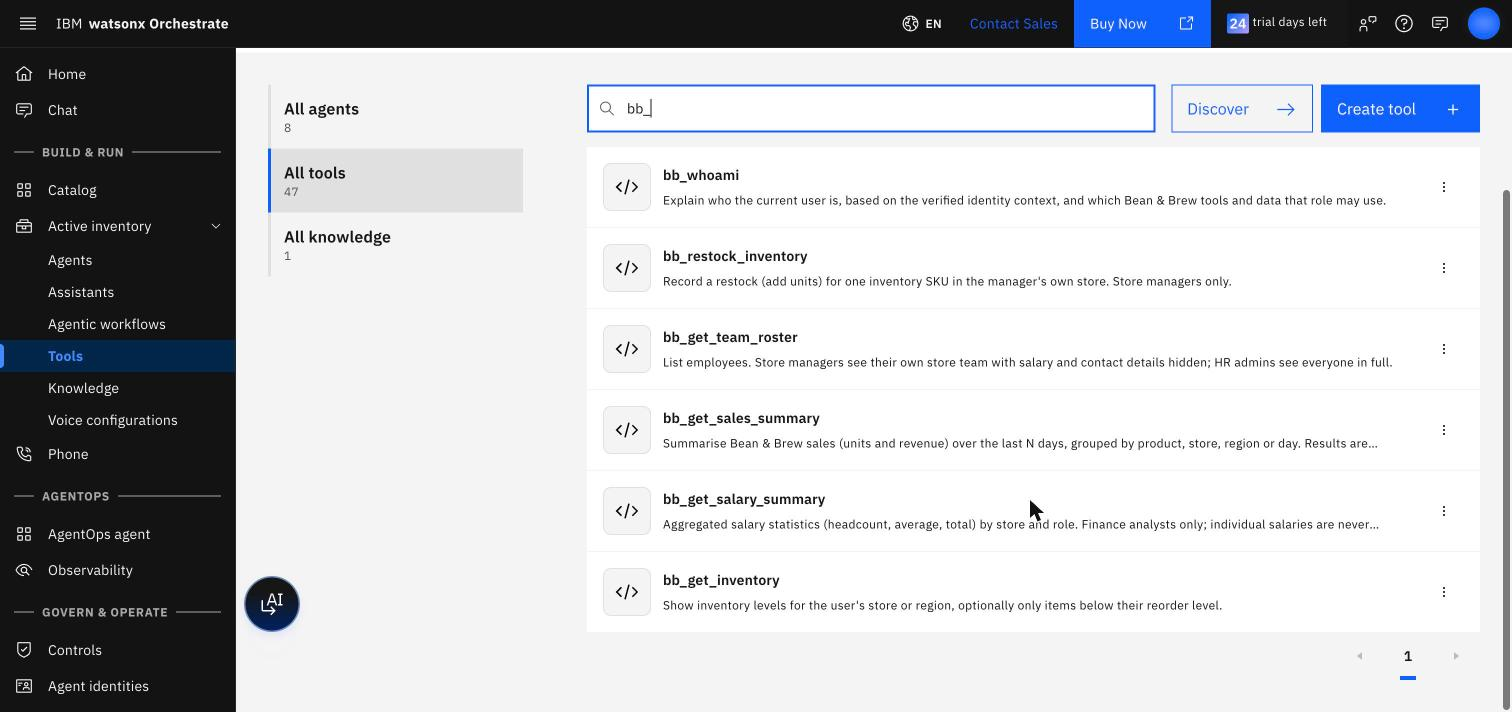 IBM watsonx Orchestrate
EN
Contact Sales
Buy Now
24 trial days left
Home
Chat
BUILD & RUN
Catalog
Active inventory
Agents
Assistants
Agentic workflows
Tools
Knowledge
Voice configurations
Phone
AGENTOPS
AgentOps agent
Observability
GOVERN & OPERATE
Controls
Agent identities
All agents
8
All tools
47
All knowledge
1
AI
bb_
Discover
Create tool
bb_whoami
Explain who the current user is, based on the verified identity context, and which Bean & Brew tools and data that role may use.
bb_restock_inventory
Record a restock (add units) for one inventory SKU in the manager's own store. Store managers only.
bb_get_team_roster
List employees. Store managers see their own store team with salary and contact details hidden; HR admins see everyone in full.
bb_get_sales_summary
Summarise Bean & Brew sales (units and revenue) over the last N days, grouped by product, store, region or day. Results are...
bb_get_salary_summary
Aggregated salary statistics (headcount, average, total) by store and role. Finance analysts only; individual salaries are never...
bb_get_inventory
Show inventory levels for the user's store or region, optionally only items below their reorder level.
1